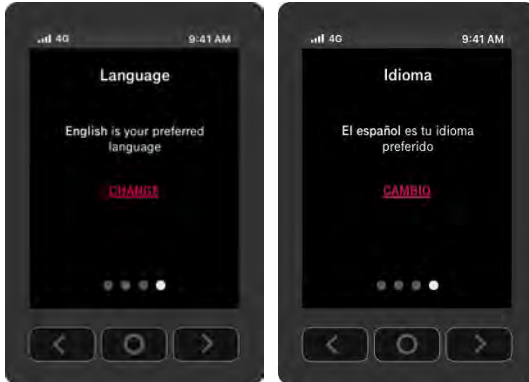 4G 9:41 AM
Language
English is your preferred
language
CHANGE
4G 9:41 AM
Idioma
El español es tu idioma
preferido
CAMBIO